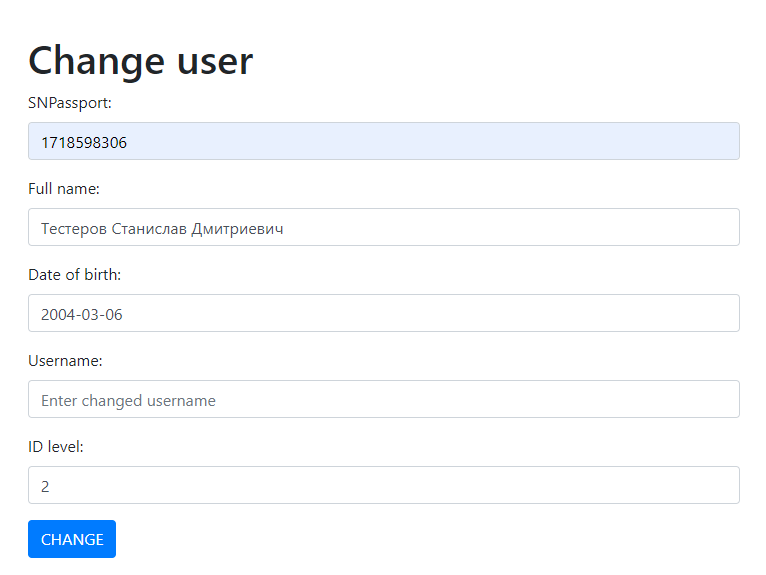 Change user
SNPassport:
1718598306
Full name:
Тестеров Станислав Дмитриевич
Date of birth:
2004-03-06
Username:
Enter changed username
ID level:
2
CHANGE